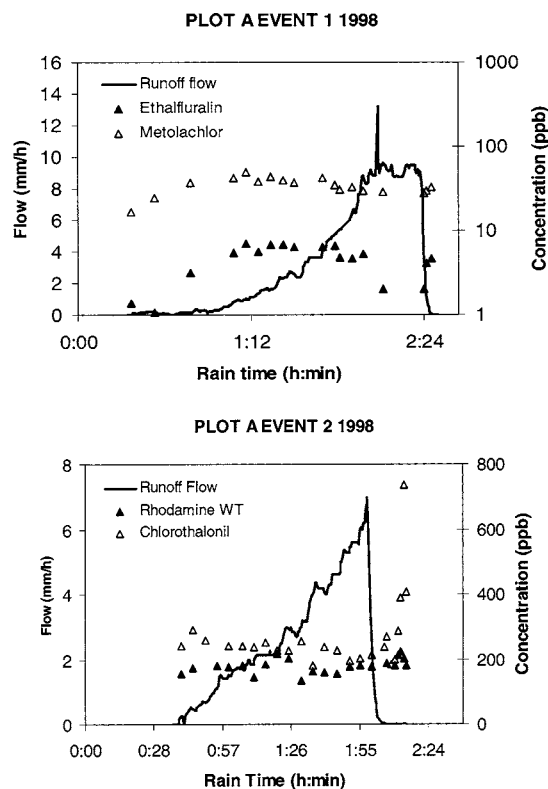 PLOT A EVENT 1 1998
16
14
12
10
8
6
4
2
0
Flow (mm/h)
Runoff flow
Ethalfluralin
Metolachlor
1000
100
10
1
Concentration (ppb)
0:00 1:12 2:24
Rain time (h:min)
PLOT A EVENT 2 1998
8
6
4
2
0
Flow (mm/h)
Runoff Flow
Rhodamine WT
Chlorothalonil
800
600
400
200
0
Concentration (ppb)
0:00 0:28 0:57 1:26 1:55 2:24
Rain Time (h:min)